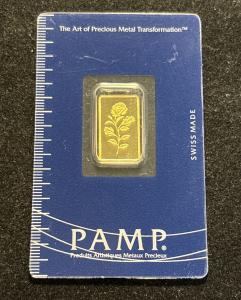 The Art of Precious Metal Transformation™
SWISS MADE
PAMP.
Produits Artistiques Métaux Précieux